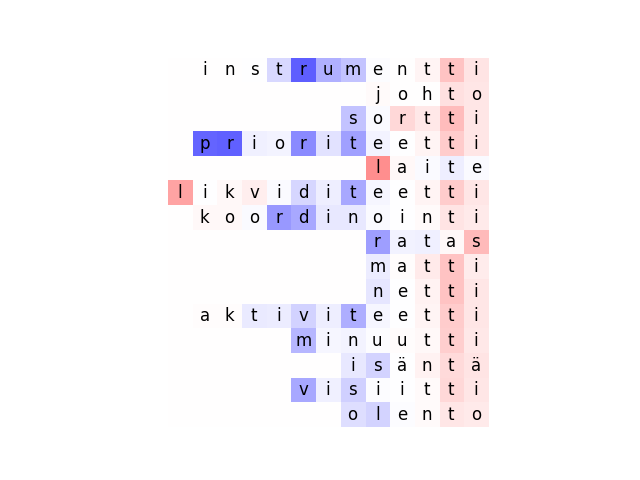 instrumentti
johto
sortti
prioriteetti
laite
likviditeetti
koordinointi
ratas
matti
netti
aktiviteetti
minuutti
isäntä
visiitti
olento